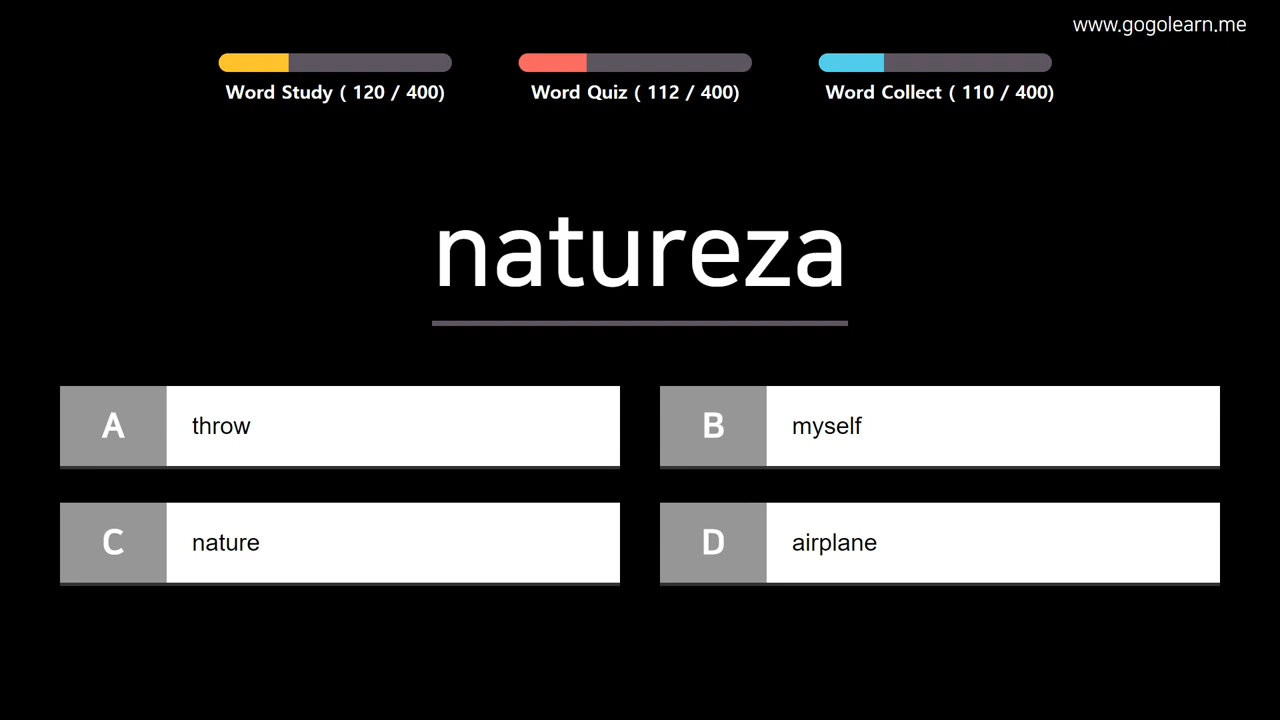 www.gogolearn.me
Word Study ( 120 / 400)
Word Quiz ( 112 / 400)
Word Collect ( 110 / 400)
natureza
A throw
B myself
C nature
D airplane